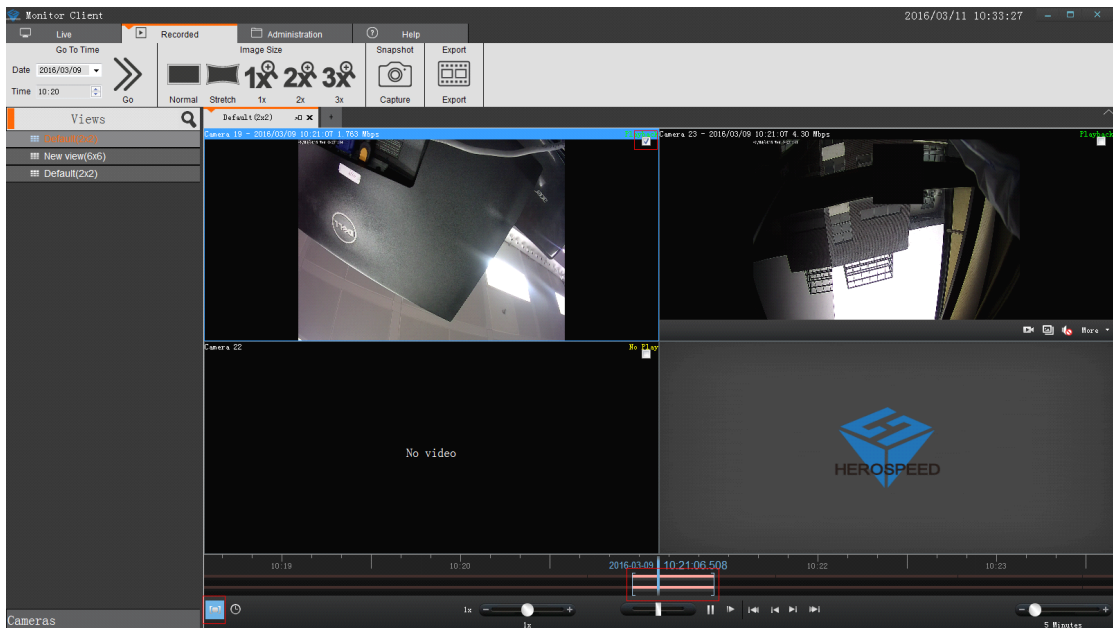 Monitor Client 2016/03/11 10:33:27
Live Recorded Administration Help
Go To Time Image Size Snapshot Export
Date 2016/03/09
Time 10:20
Go Normal Stretch 1x 2x 3x Capture Export
1X 2X 3X
Views Default(2x2)
New view(6x6)
Default(2x2)
Camera 19 - 2016/03/09 10:21:07 1.763 Mbps
Camera 23 - 2016/03/09 10:21:07 4.30 Mbps Playback
DELL
More
Camera 22 No Play
No video
HEROSPEED
10:19 10:20 2016-03-09 10:21:06.508 10:22 10:23
1x
1x
5 Minutes
Cameras